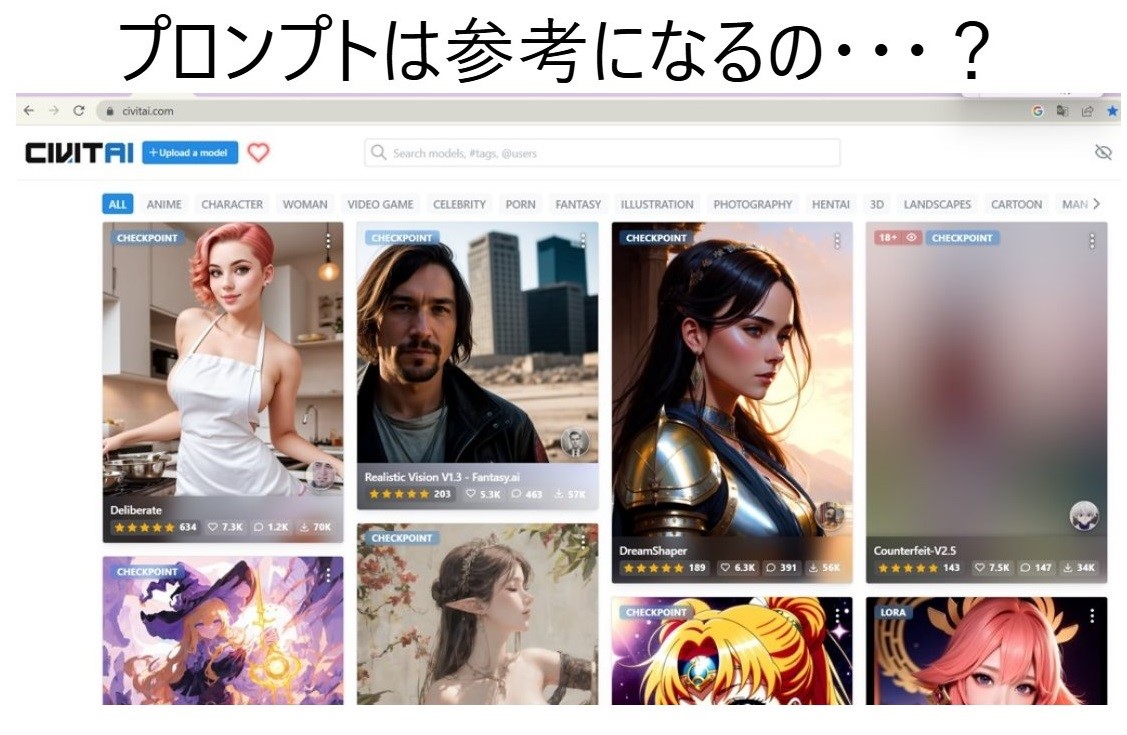 プロンプトは参考になるの・・・？
civitai.com
CIVITAI + Upload a model Search models, #tags, @users
ALL ANIME CHARACTER WOMAN VIDEO GAME CELEBRITY PORN FANTASY ILLUSTRATION PHOTOGRAPHY HENTAI 3D LANDSCAPES CARTOON MAN
CHECKPOINT CHECKPOINT CHECKPOINT 18+ CHECKPOINT
Realistic Vision V1.3 - Fantasy.ai
203 5.3K 463 57K
Deliberate
634 7.3K 1.2K 70K
CHECKPOINT
DreamShaper Counterfeit-V2.5
189 6.3K 391 56K 143 7.5K 147 34K
CHECKPOINT
CHECKPOINT LORA